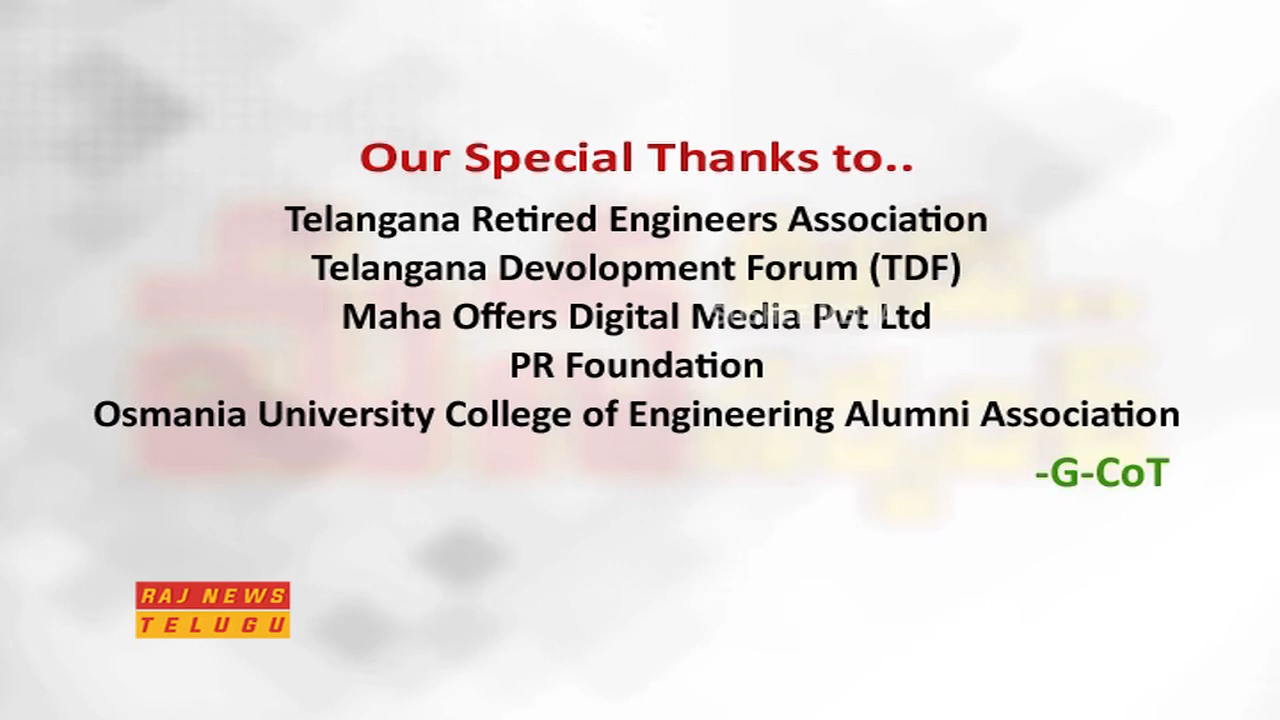 Our Special Thanks to..
Telangana Retired Engineers Association
Telangana Devolopment Forum (TDF)
Maha Offers Digital Media Pvt Ltd
PR Foundation
Osmania University College of Engineering Alumni Association
-G-CoT
RAJ NEWS
TELUGU